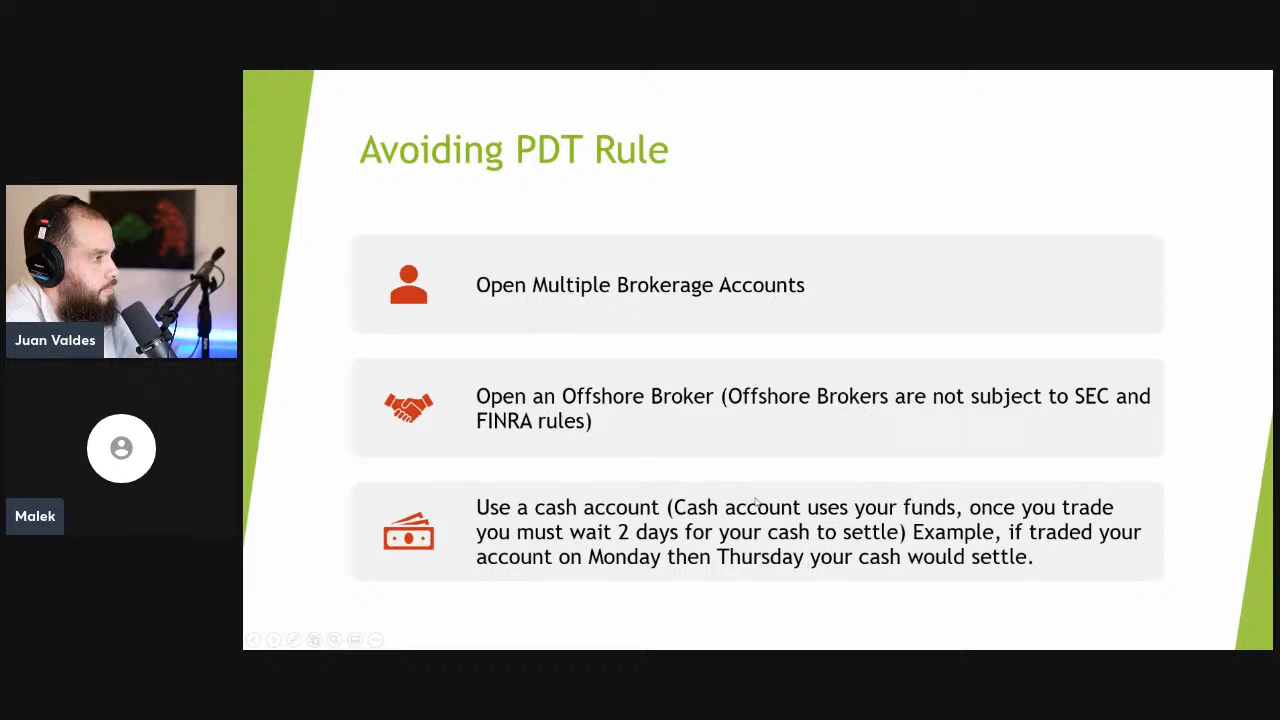 Avoiding PDT Rule
Open Multiple Brokerage Accounts
Open an Offshore Broker (Offshore Brokers are not subject to SEC and
FINRA rules)
Use a cash account (Cash account uses your funds, once you trade
you must wait 2 days for your cash to settle) Example, if traded your
account on Monday then Thursday your cash would settle.
Juan Valdes
Malek